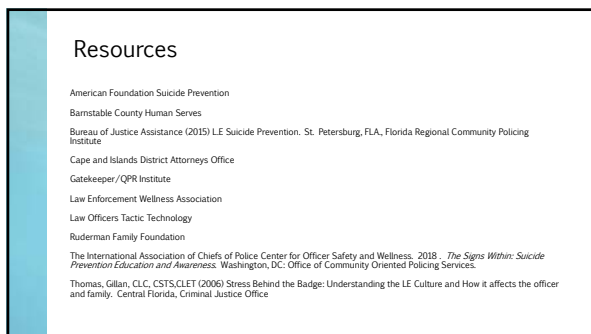 Resources
American Foundation Suicide Prevention
Barnstable County Human Serves
Bureau of Justice Assistance (2015) L.E Suicide Prevention. St. Petersburg, FLA., Florida Regional Community Policing
Institute
Cape and Islands District Attorneys Office
Gatekeeper/QPR Institute
Law Enforcement Wellness Association
Law Officers Tactic Technology
Ruderman Family Foundation
The International Association of Chiefs of Police Center for Officer Safety and Wellness. 2018 . The Signs Within: Suicide
Prevention Education and Awareness. Washington, DC: Office of Community Oriented Policing Services.
Thomas, Gillan, CLC, CSTS,CLET (2006) Stress Behind the Badge: Understanding the LE Culture and How it affects the officer
and family. Central Florida, Criminal Justice Office